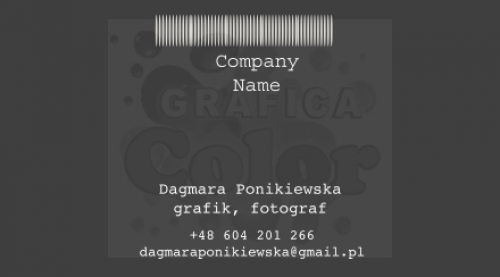 Company
Name
GRAFICA
Color
Dagmara Ponikiewska
grafik, fotograf
+48 604 201 266
dagmaraponikiewska@gmail.pl